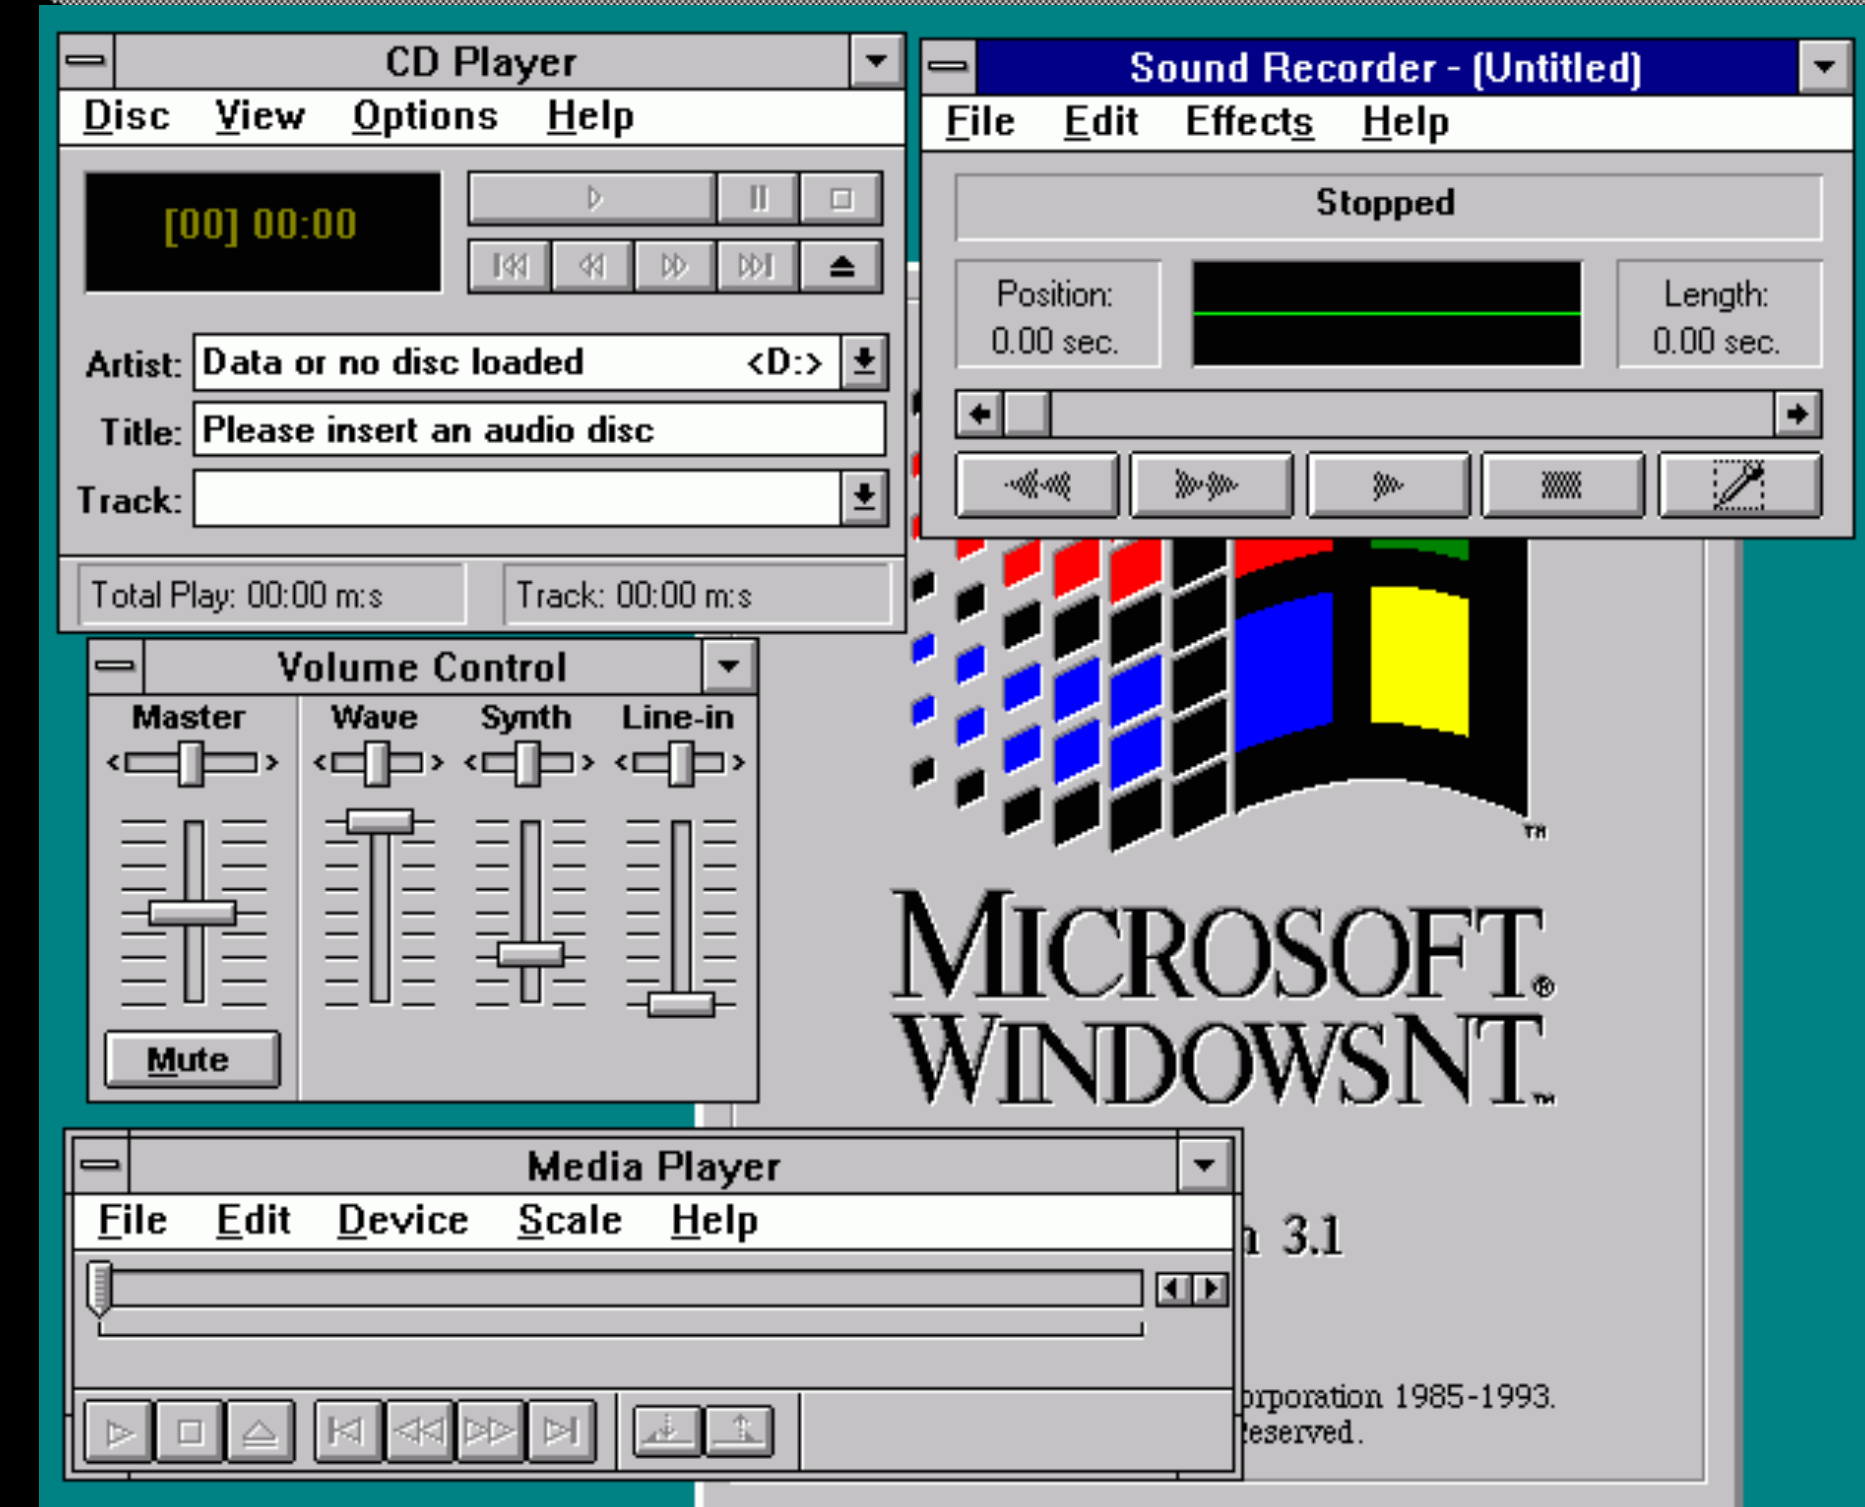 CD Player
Disc View Options Help
[00] 00:00
Artist: Data or no disc loaded <D:>
Title: Please insert an audio disc
Track:
Total Play: 00:00 m:s Track: 00:00 m:s
Sound Recorder - (Untitled)
File Edit Effects Help
Stopped
Position:
0.00 sec.
Length:
0.00 sec.
Volume Control
Master Wave Synth Line-in
Mute
TM
MICROSOFT®
WINDOWS NT™
Media Player
File Edit Device Scale Help
3.1
1985-1993.